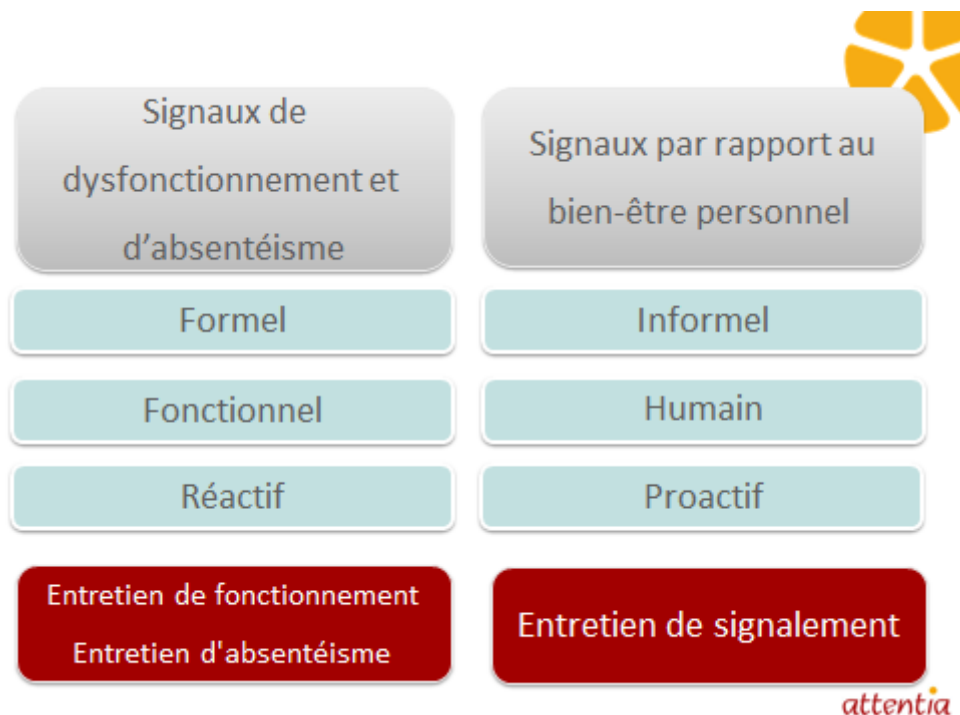 Signaux de
dysfonctionnement et
d’absentéisme
Signaux par rapport au
bien-être personnel
Formel
Informel
Fonctionnel
Humain
Réactif
Proactif
Entretien de fonctionnement
Entretien d'absentéisme
Entretien de signalement
attentia